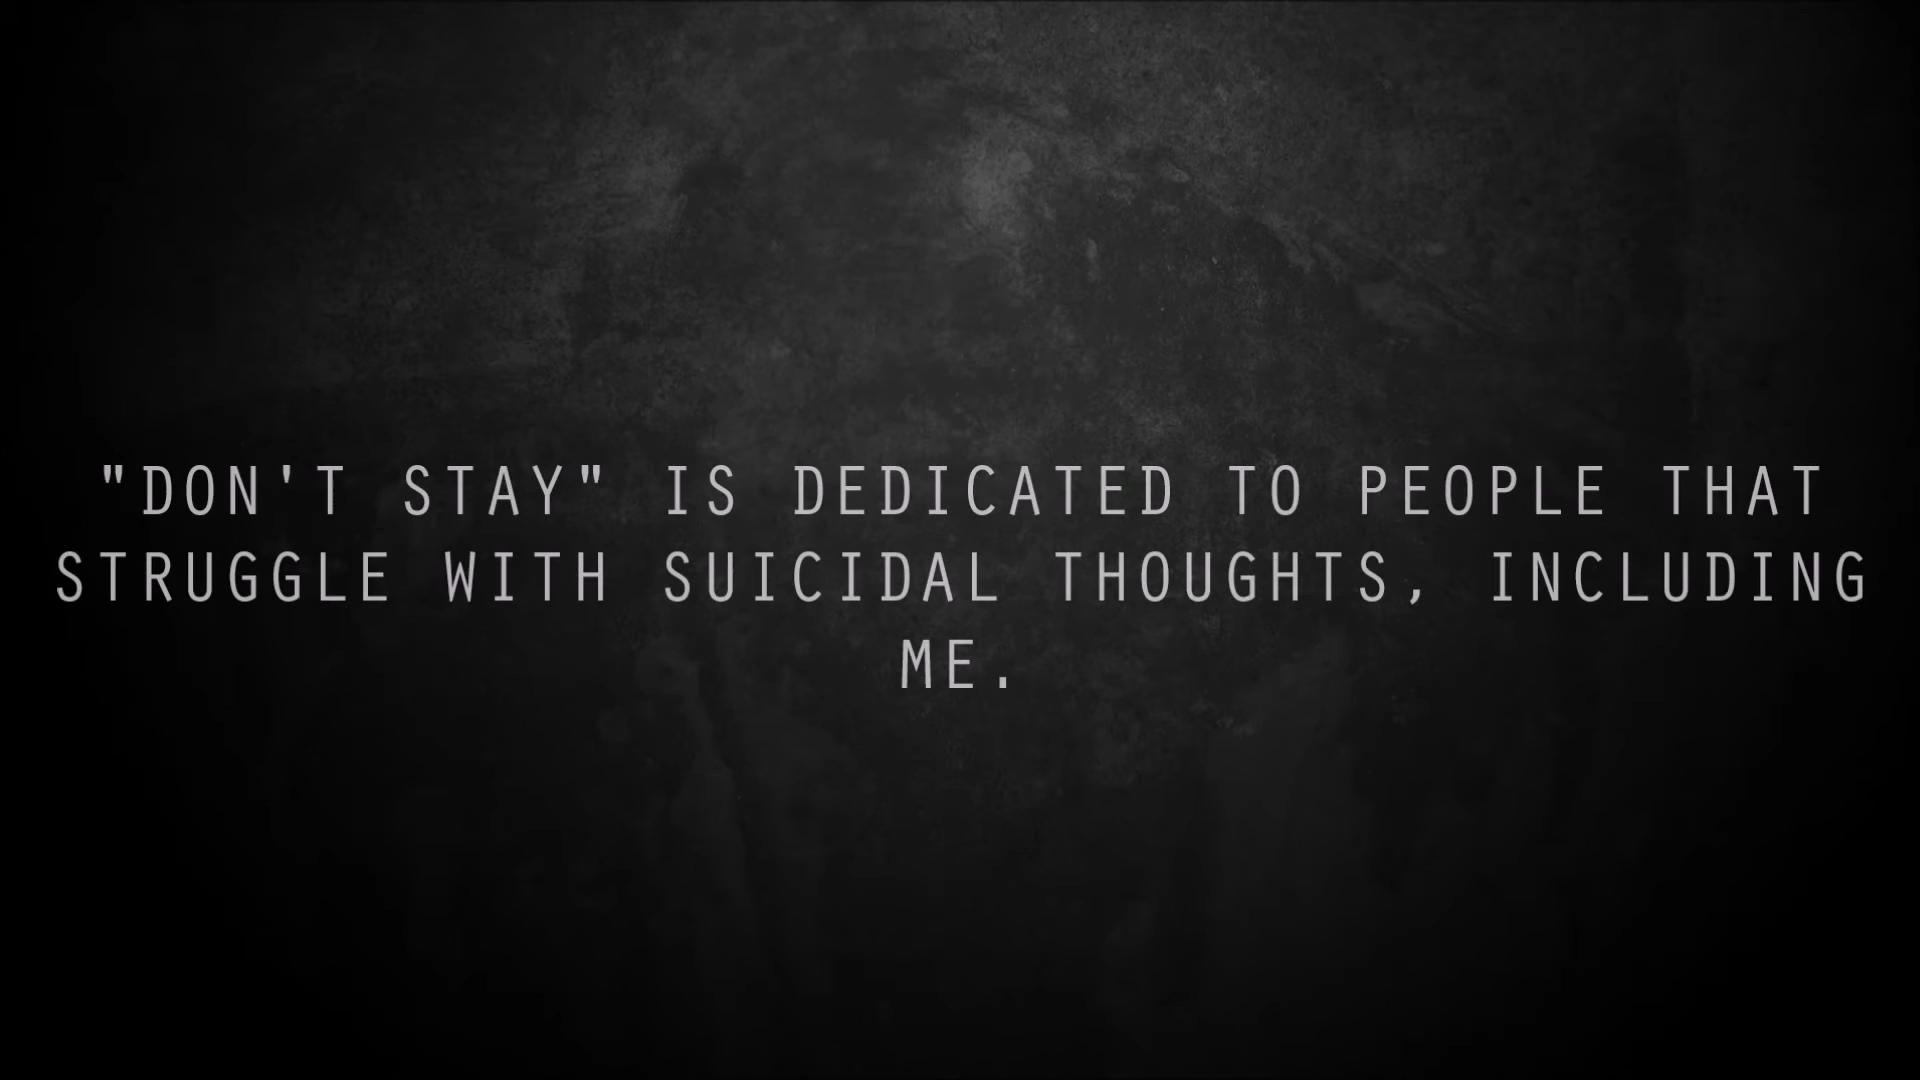 "DON'T STAY" IS DEDICATED TO PEOPLE THAT
STRUGGLE WITH SUICIDAL THOUGHTS, INCLUDING
ME.